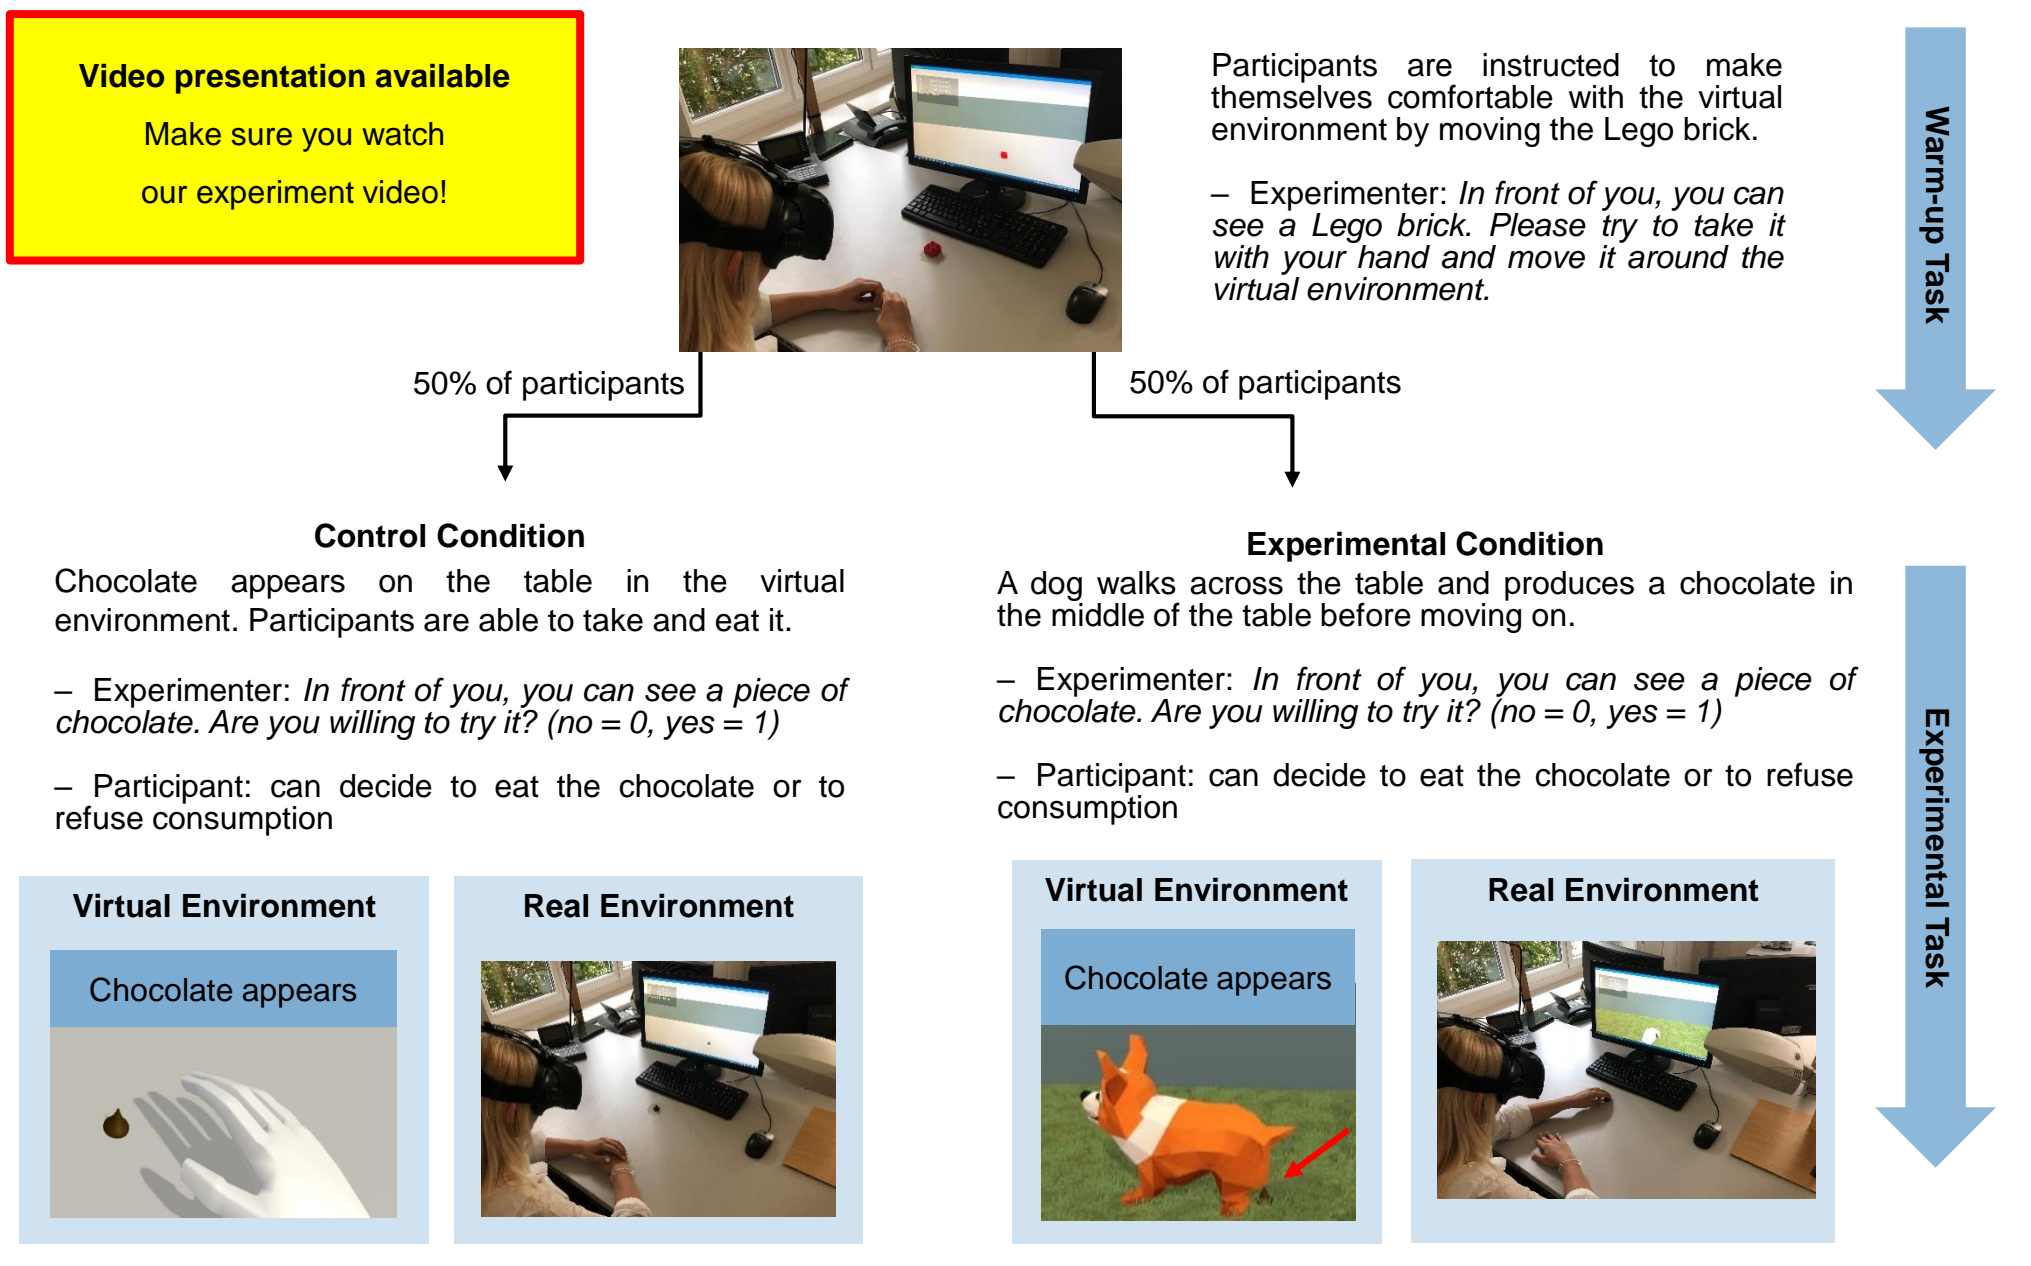 Video presentation available
Make sure you watch
our experiment video!
Participants are instructed to make
themselves comfortable with the virtual
environment by moving the Lego brick.
– Experimenter: In front of you, you can
see a Lego brick. Please try to take it
with your hand and move it around the
virtual environment.
Warm-up Task
50% of participants
50% of participants
Control Condition
Chocolate appears on the table in the virtual
environment. Participants are able to take and eat it.
– Experimenter: In front of you, you can see a piece of
chocolate. Are you willing to try it? (no = 0, yes = 1)
– Participant: can decide to eat the chocolate or to
refuse consumption
Virtual Environment
Chocolate appears
Real Environment
Experimental Condition
A dog walks across the table and produces a chocolate in
the middle of the table before moving on.
– Experimenter: In front of you, you can see a piece of
chocolate. Are you willing to try it? (no = 0, yes = 1)
– Participant: can decide to eat the chocolate or to refuse
consumption
Virtual Environment
Chocolate appears
Real Environment
Experimental Task